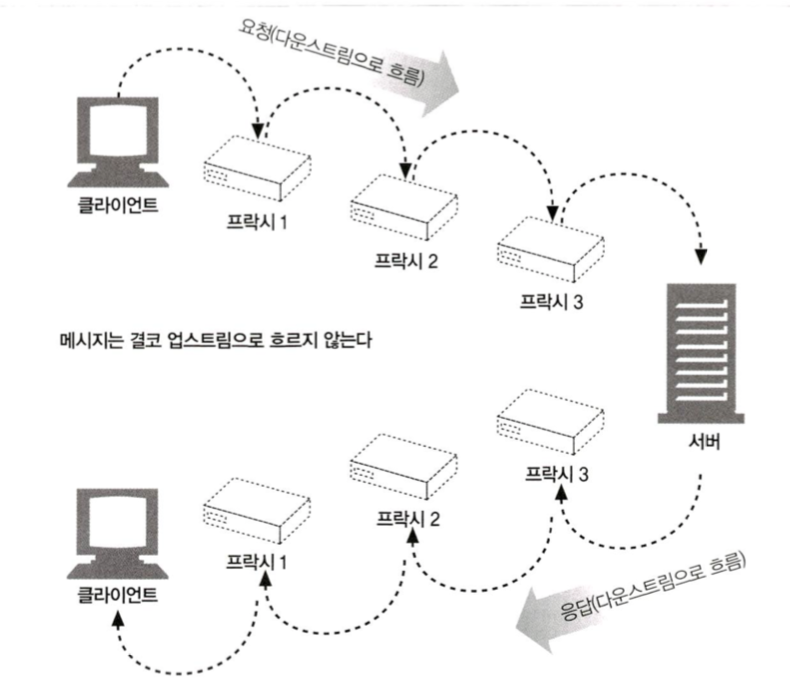 요청(다운스트림으로 흐름)
클라이언트
프락시 1
프락시 2
프락시 3
메시지는 결코 업스트림으로 흐르지 않는다
서버
프락시 3
프락시 2
프락시 1
클라이언트
응답(다운스트림으로 흐름)